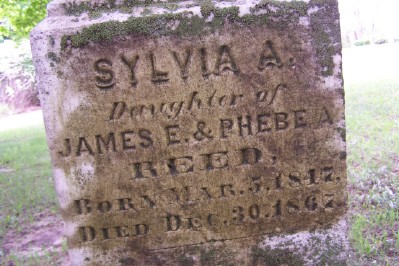 SYLVIA A.
Daughter of
JAMES E. & PHEBE A
REED.
BORN MAR. 5. 1847.
DIED DEC. 30. 1867.